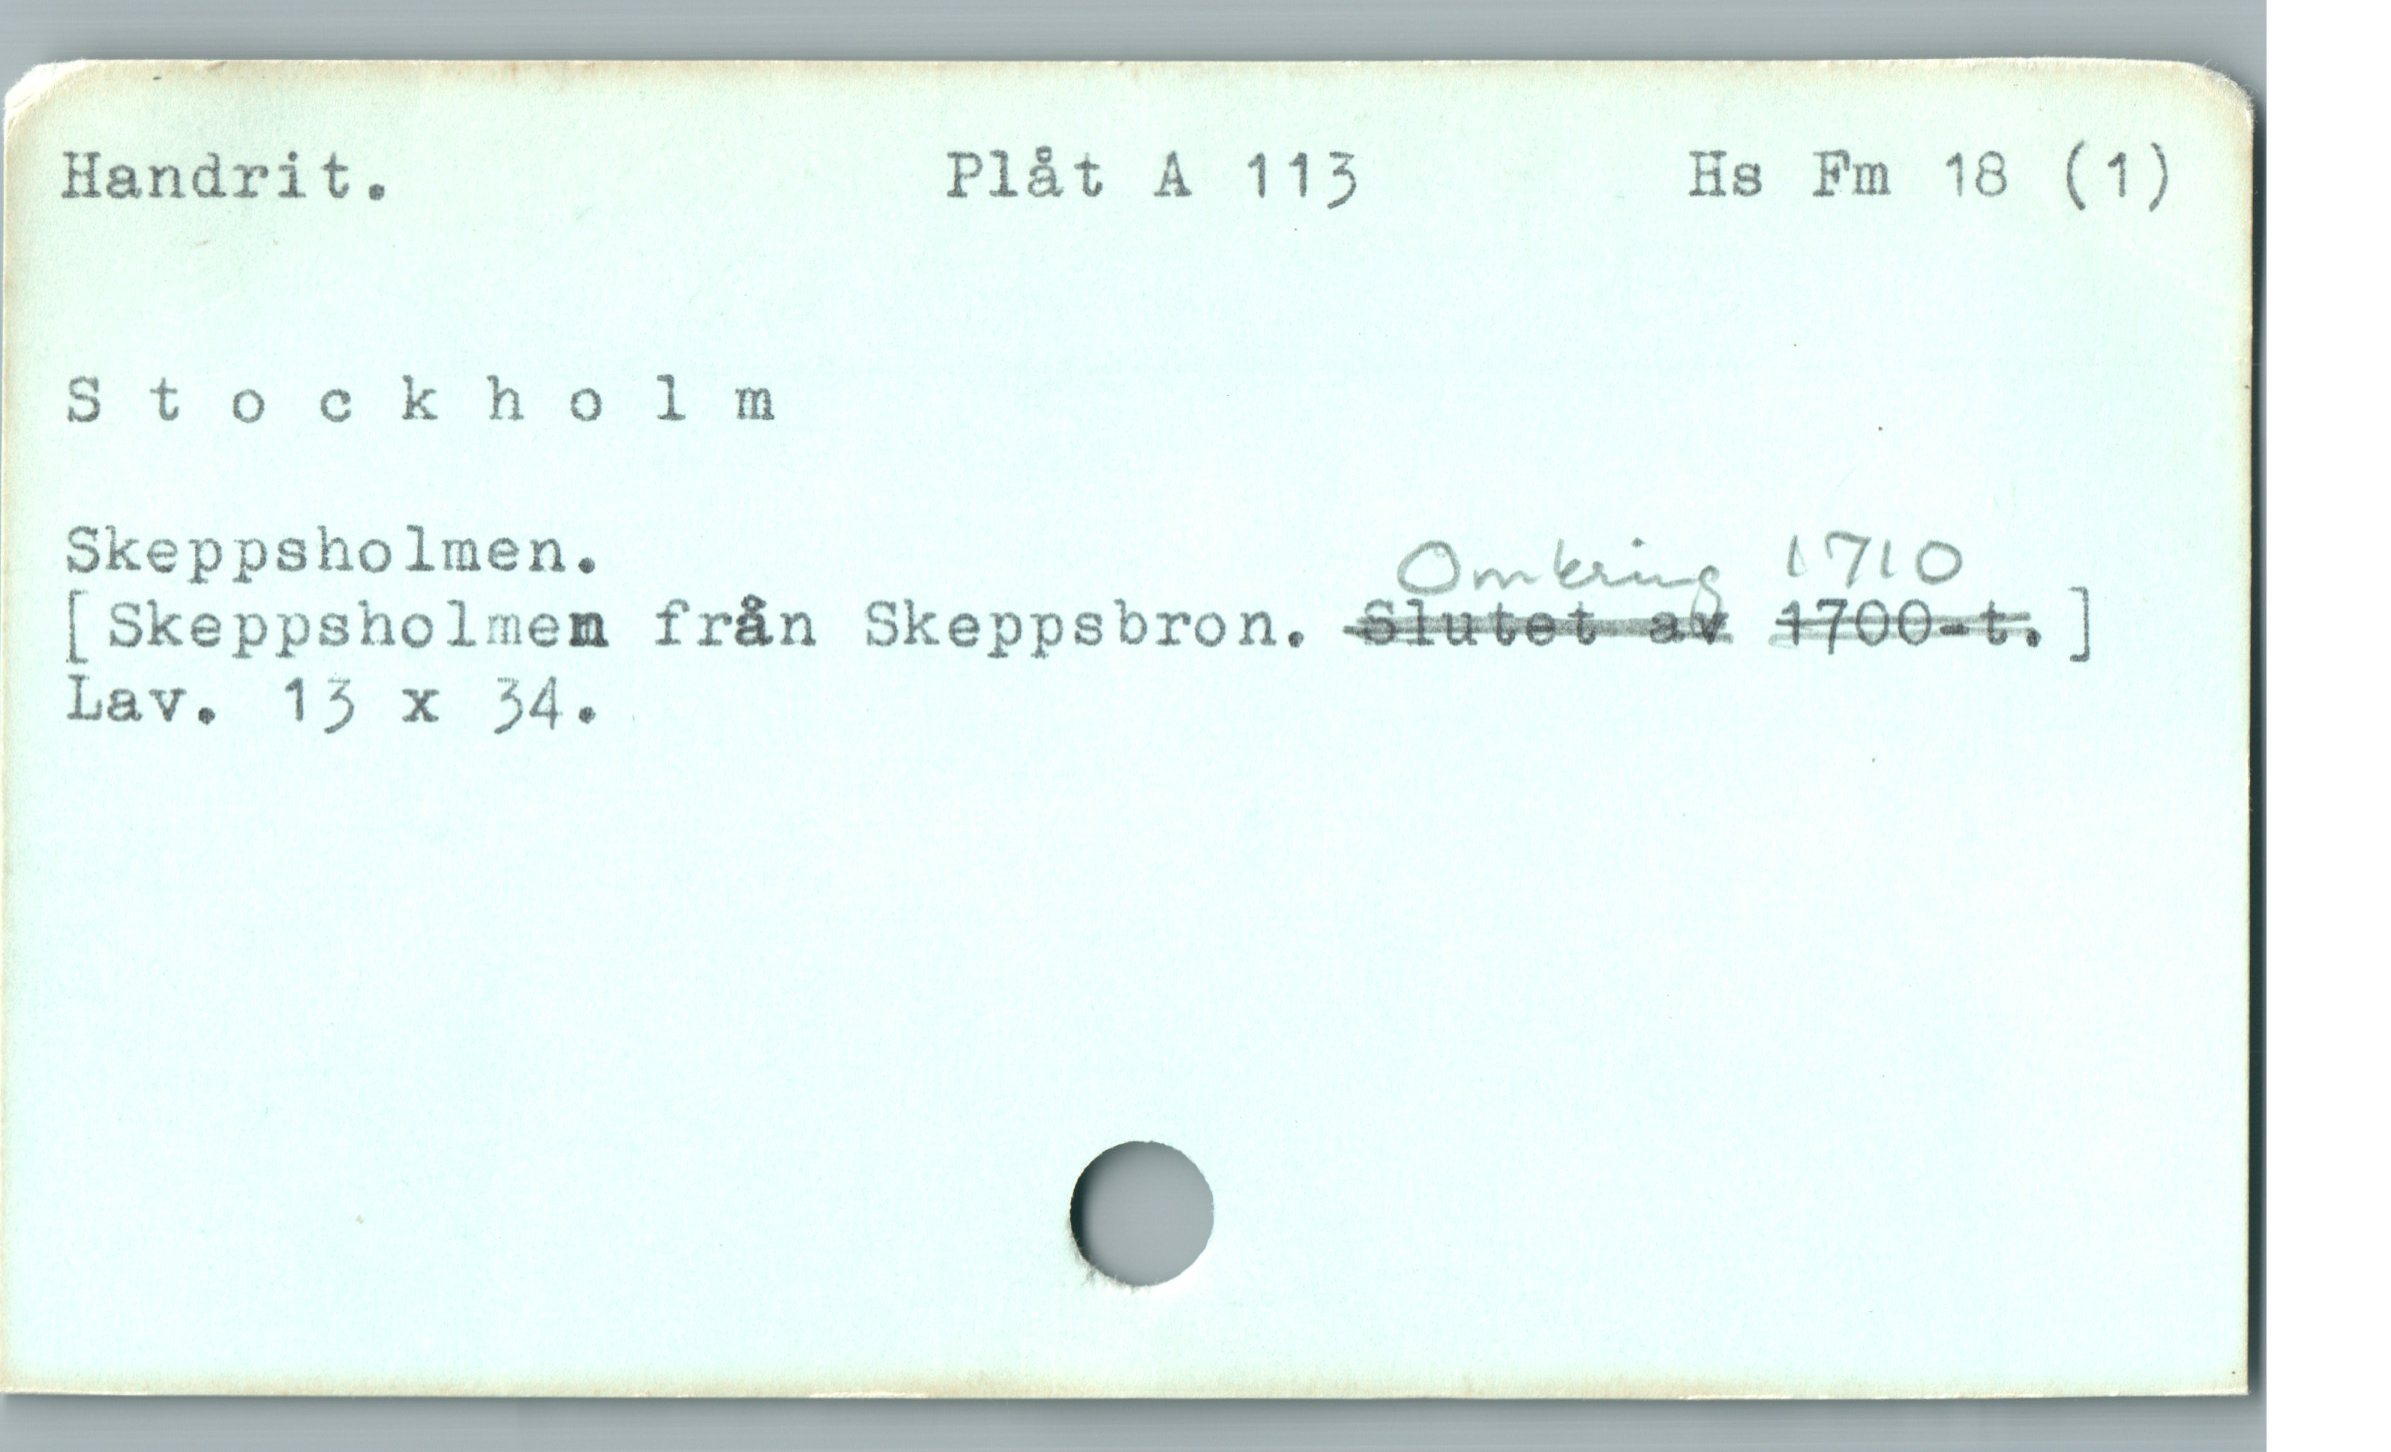 Handrit. Plåt A 113 Hs Fm 18 (1)
S t o c k h o l m
Skeppsholmen.
Omkring 1710
[Skeppsholmen från Skeppsbron. Slutet av 1700-t.]
Lav. 13 x 34.